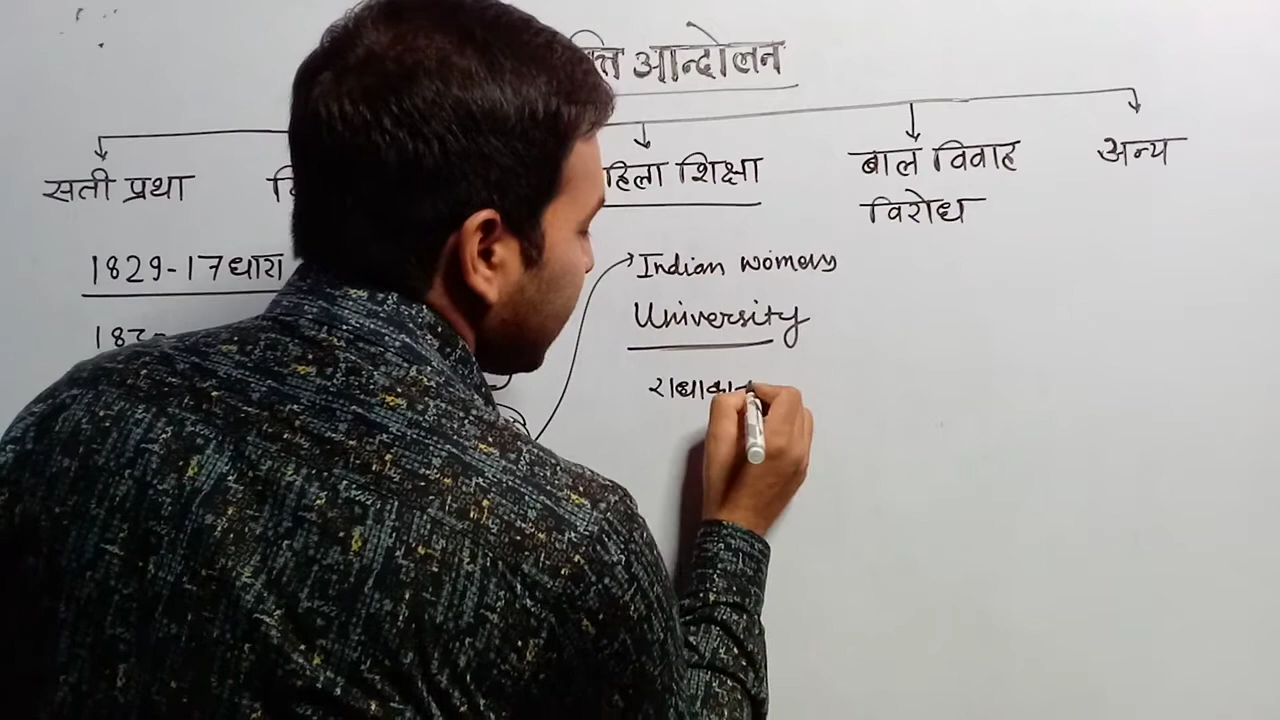 आन्दोलन
सती प्रथा
शिक्षा
बाल विवाह
विरोध
अन्य
1829-17धारा
Indian womens
University
राधाका